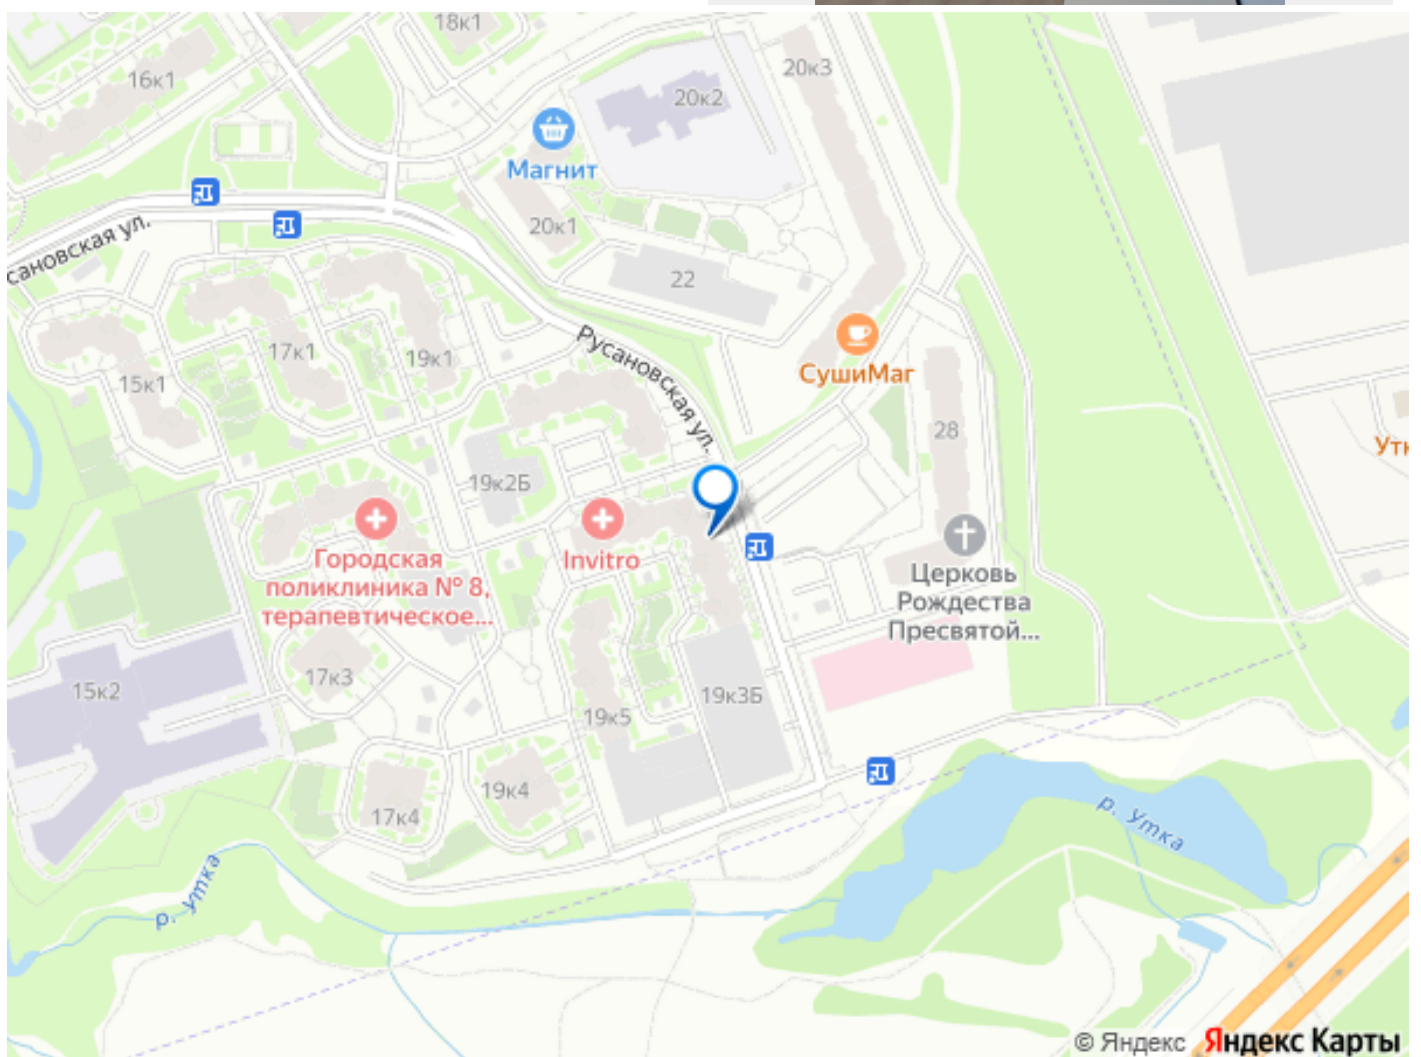 18к1
16к1
20к3
20к2
Магнит
20к1
сановская ул.
22
Русановская ул.
17к1
19к1
15к1
СушиМаг
28
Утк
19к2Б
Городская
поликлиника № 8,
терапевтическое...
Invitro
Церковь
Рождества
Пресвятой...
17к3
15к2
19к3Б
19к5
19к4
17к4
р. Утка
р. Утка
© Яндекс Яндекс Карты